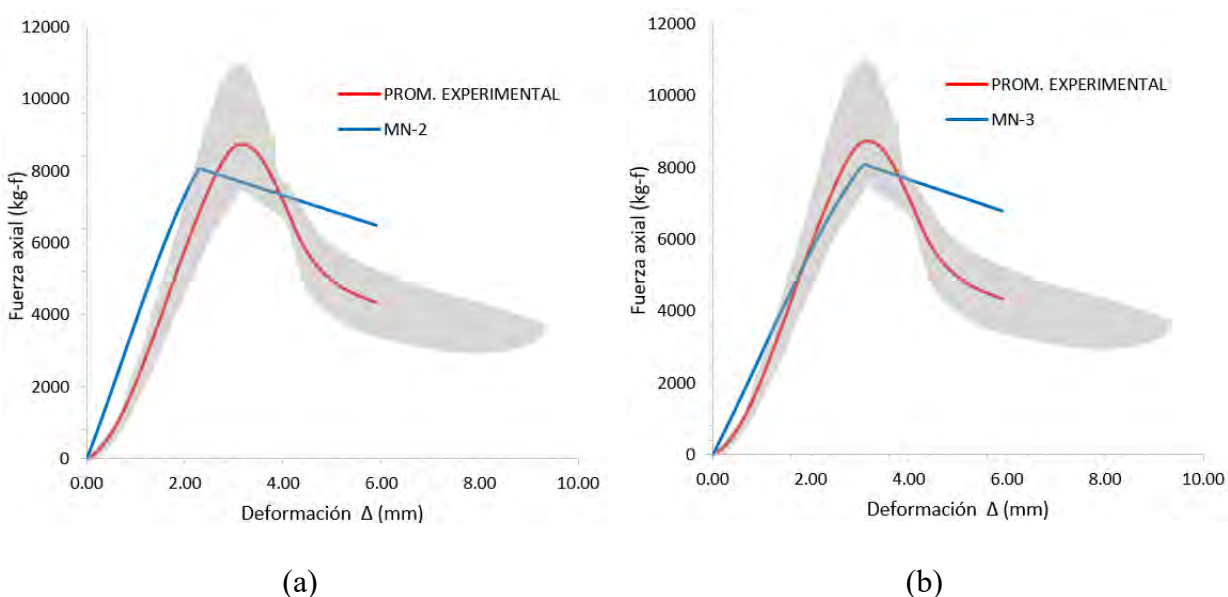 12000
10000
8000
6000
4000
2000
0
Fuerza axial (kg-f)
PROM. EXPERIMENTAL
MN-2
0.00 2.00 4.00 6.00 8.00 10.00
Deformación Δ (mm)
(a)
12000
10000
8000
6000
4000
2000
0
Fuerza axial (kg-f)
PROM. EXPERIMENTAL
MN-3
0.00 2.00 4.00 6.00 8.00 10.00
Deformación Δ (mm)
(b)